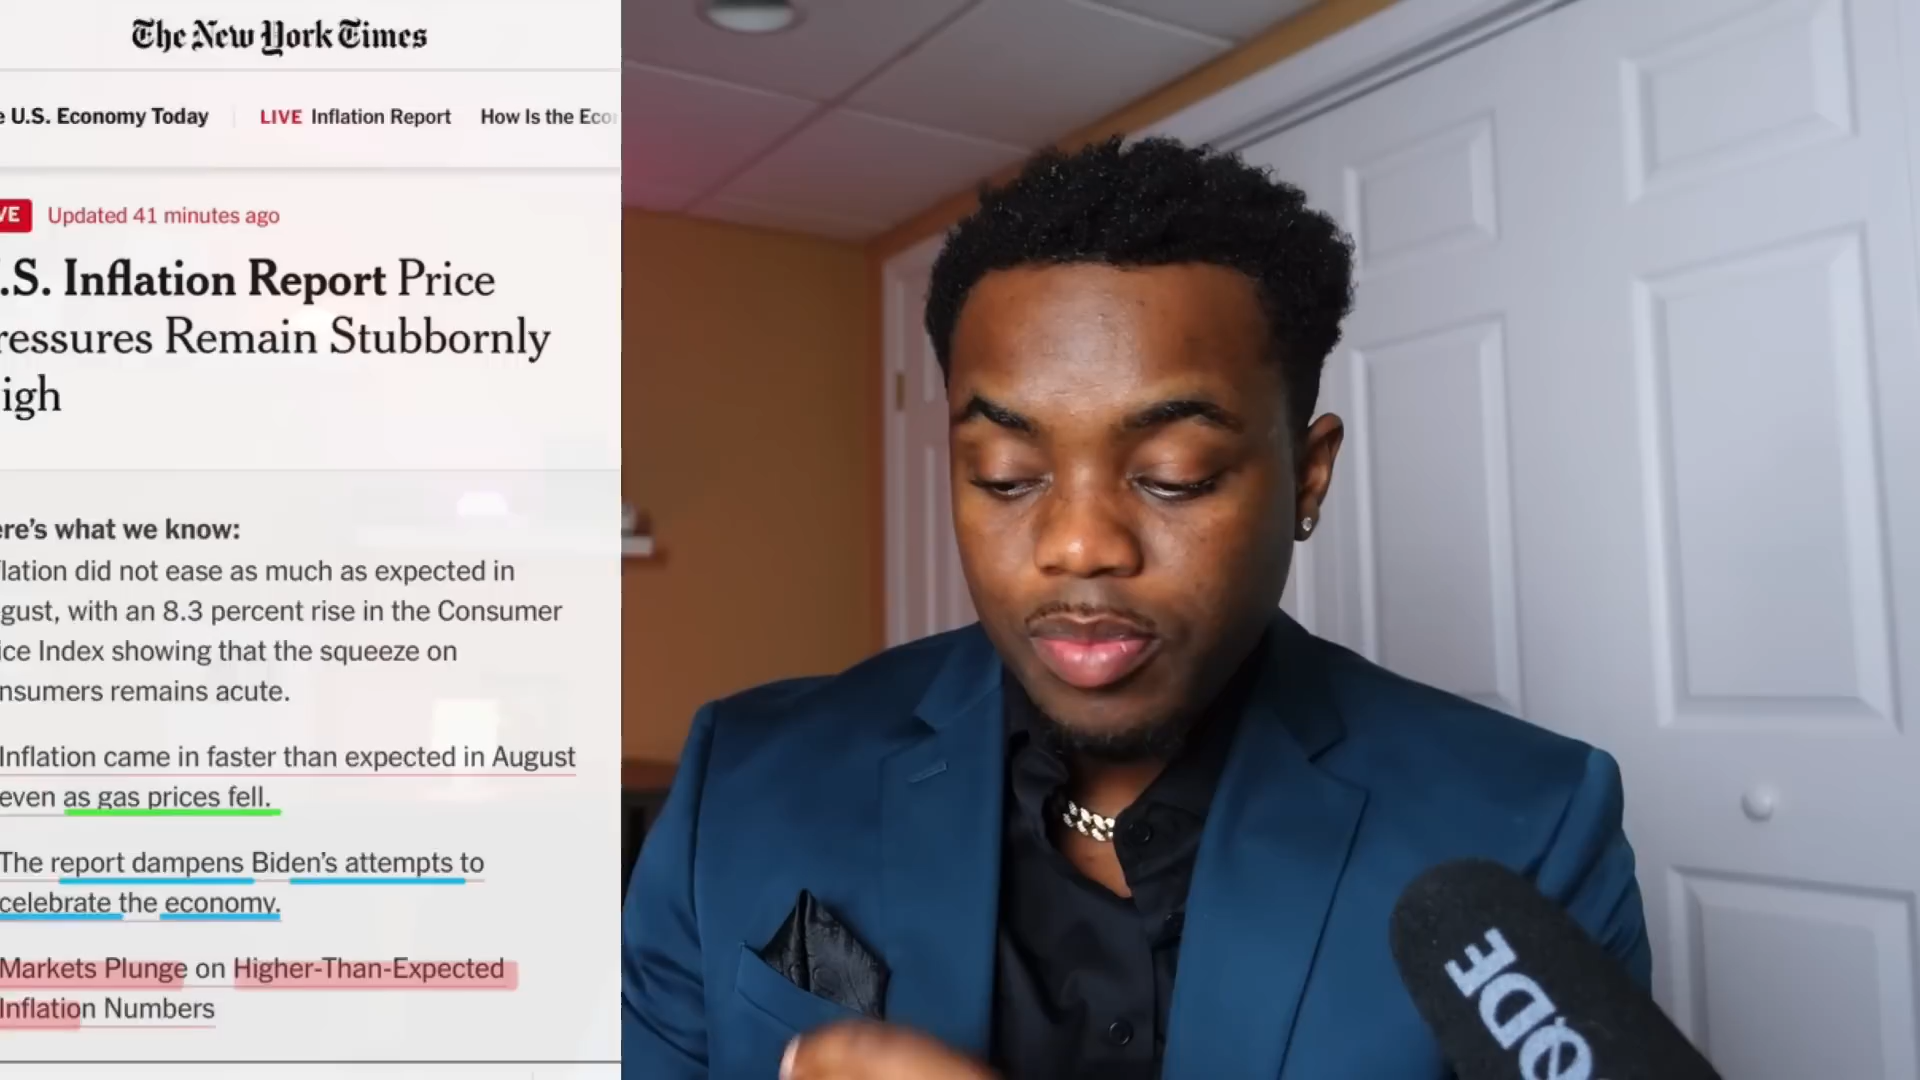 The New York Times
e U.S. Economy Today
LIVE Inflation Report
How Is the Eco
VE Updated 41 minutes ago
.S. Inflation Report Price
ressures Remain Stubbornly
igh
ere's what we know:
flation did not ease as much as expected in
gust, with an 8.3 percent rise in the Consumer
ice Index showing that the squeeze on
nsumers remains acute.
Inflation came in faster than expected in August
even as gas prices fell.
The report dampens Biden's attempts to
celebrate the economy.
Markets Plunge on Higher-Than-Expected
Inflation Numbers
RØDE